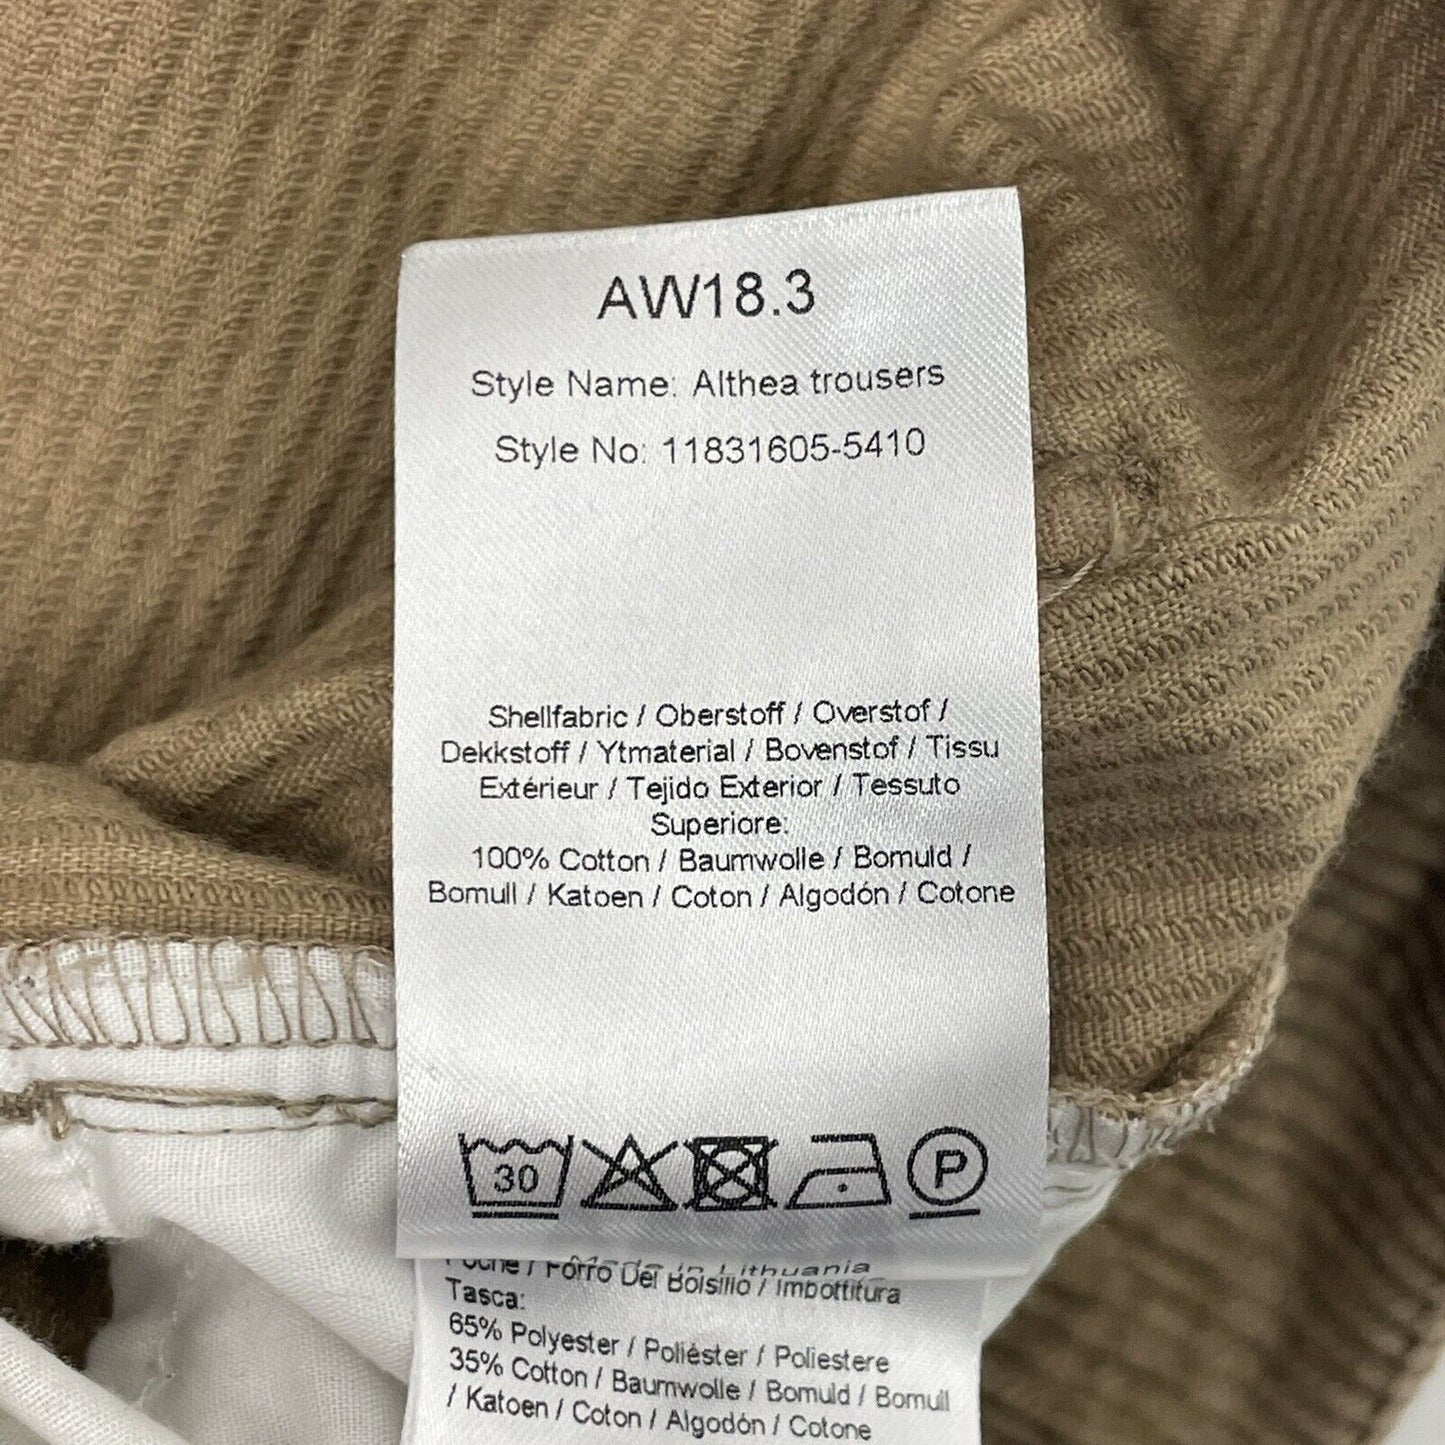 AW18.3
Style Name: Althea trousers
Style No: 11831605-5410
Shellfabric / Oberstoff / Overstof /
Dekkstoff / Ytmaterial / Bovenstof / Tissu
Extérieur / Tejido Exterior / Tessuto
Superiore:
100% Cotton / Baumwolle / Bomuld /
Bomull / Katoen / Coton / Algodón / Cotone
30
P
Made in Lithuania
Poche / Forro Del Bolsillo / Imbottitura
Tasca:
65% Polyester / Poliéster / Poliestere
35% Cotton / Baumwolle / Bomuld / Bomull
/ Katoen / Coton / Algodón / Cotone